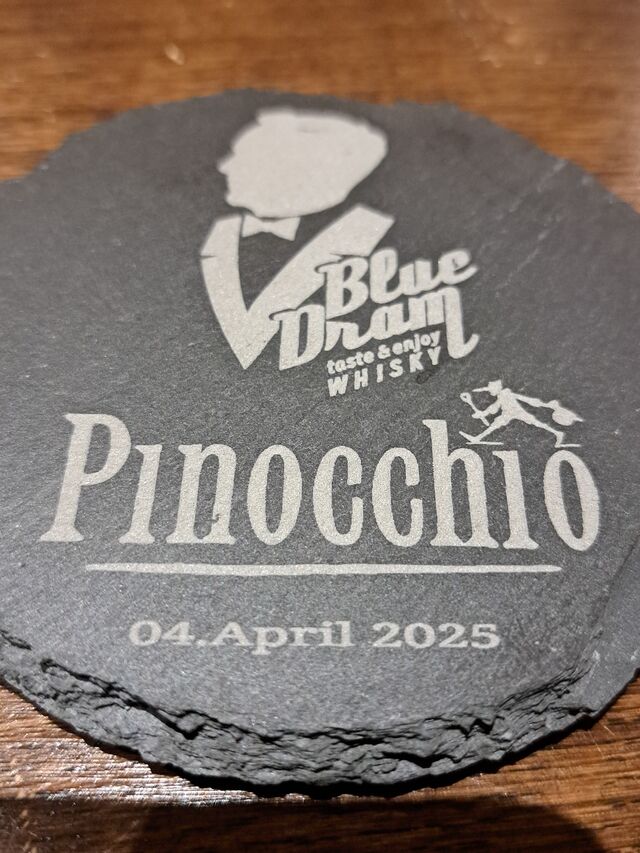 Blue
Dram
taste & enjoy
WHISKY
Pinocchio
04.April 2025